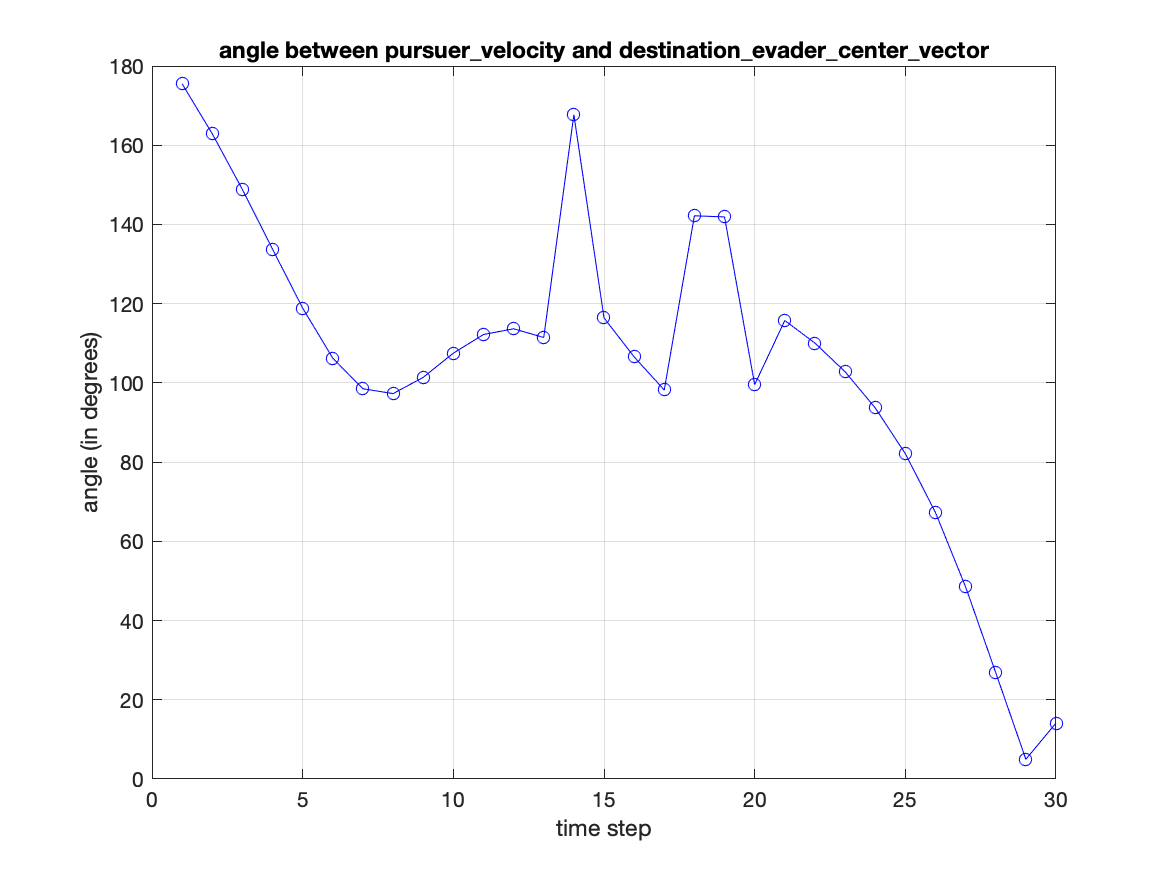 angle between pursuer_velocity and destination_evader_center_vector
180
160
140
120
100
80
60
40
20
0
angle (in degrees)
0 5 10 15 20 25 30
time step